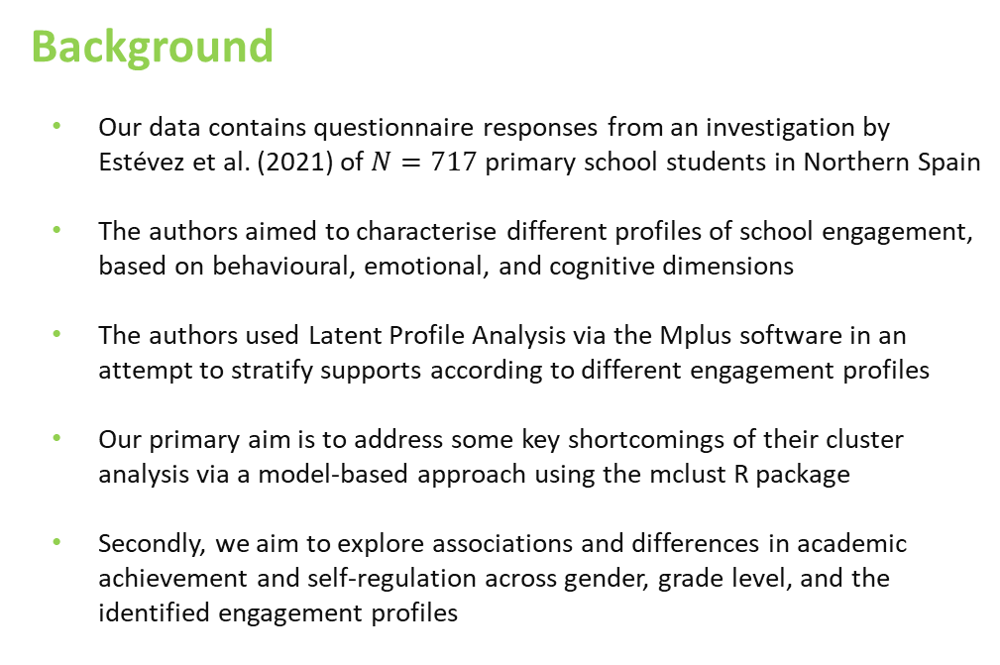 Background
• Our data contains questionnaire responses from an investigation by
Estévez et al. (2021) of N = 717 primary school students in Northern Spain
• The authors aimed to characterise different profiles of school engagement,
based on behavioural, emotional, and cognitive dimensions
• The authors used Latent Profile Analysis via the Mplus software in an
attempt to stratify supports according to different engagement profiles
• Our primary aim is to address some key shortcomings of their cluster
analysis via a model-based approach using the mclust R package
• Secondly, we aim to explore associations and differences in academic
achievement and self-regulation across gender, grade level, and the
identified engagement profiles